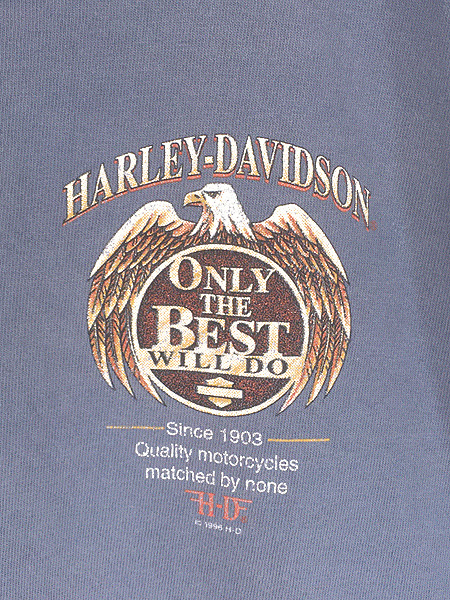 HARLEY-DAVIDSON
ONLY
THE
BEST
WILL DO
Since 1903
Quality motorcycles
matched by none
H-D
© 1996 H-D